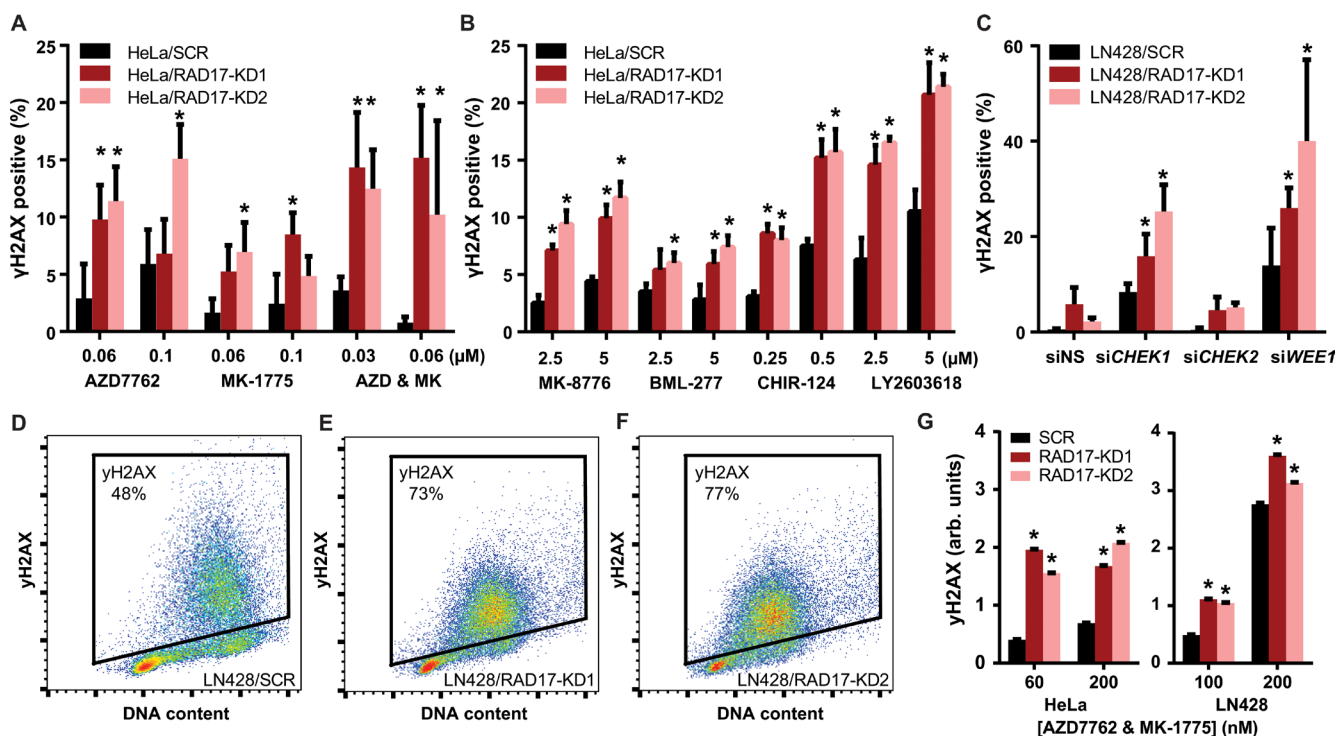 A
HeLa/SCR
HeLa/RAD17-KD1
HeLa/RAD17-KD2
γH2AX positive (%)
25
20
15
10
5
0
* * * * * ** * *
0.06 0.1 0.06 0.1 0.03 0.06 (μM)
AZD7762 MK-1775 AZD & MK
B
HeLa/SCR
HeLa/RAD17-KD1
HeLa/RAD17-KD2
γH2AX positive (%)
25
20
15
10
5
0
* * * * * * * * * * * * * * *
2.5 5 2.5 5 0.25 0.5 2.5 5 (μM)
MK-8776 BML-277 CHIR-124 LY2603618
C
LN428/SCR
LN428/RAD17-KD1
LN428/RAD17-KD2
γH2AX positive (%)
60
40
20
0
* * * *
siNS siCHEK1 siCHEK2 siWEE1
D
γH2AX
48%
γH2AX
LN428/SCR
DNA content
E
γH2AX
73%
γH2AX
LN428/RAD17-KD1
DNA content
F
γH2AX
77%
γH2AX
LN428/RAD17-KD2
DNA content
G
SCR
RAD17-KD1
RAD17-KD2
γH2AX (arb. units)
4
3
2
1
0
* * * *
60 200
HeLa
4
3
2
1
0
* * * *
100 200
LN428
[AZD7762 & MK-1775] (nM)